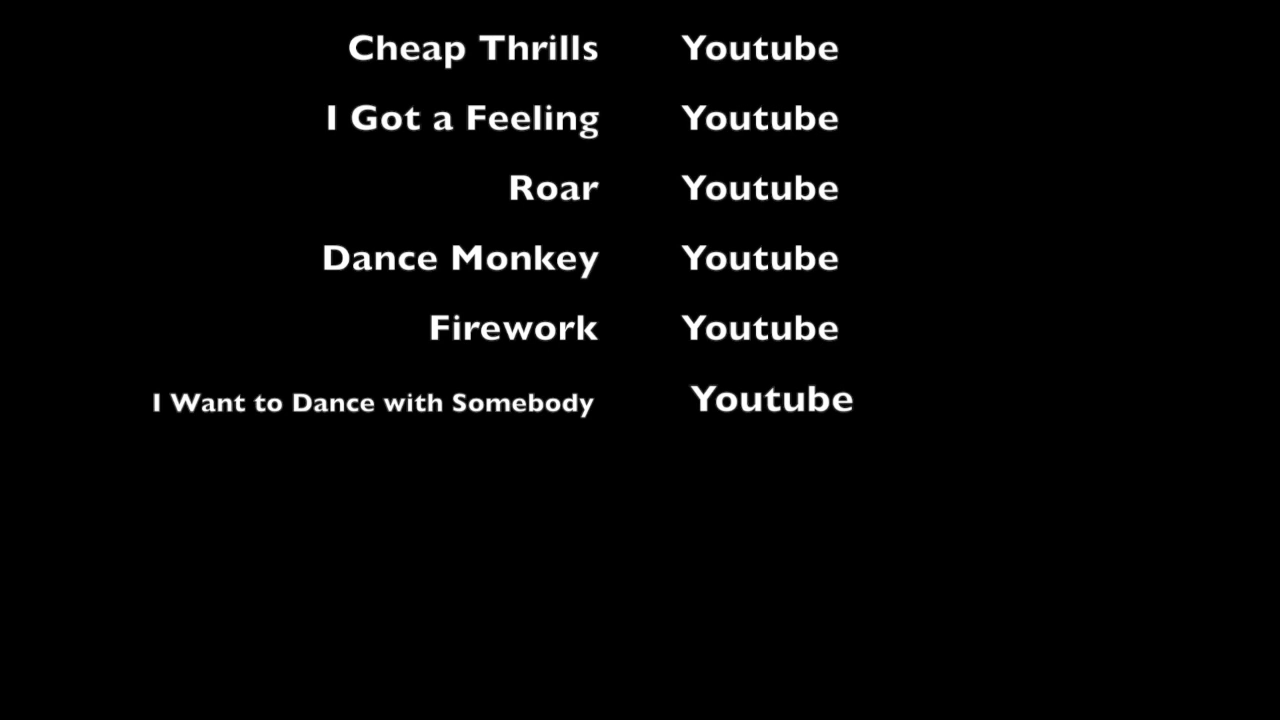 Cheap Thrills Youtube
I Got a Feeling Youtube
Roar Youtube
Dance Monkey Youtube
Firework Youtube
I Want to Dance with Somebody Youtube